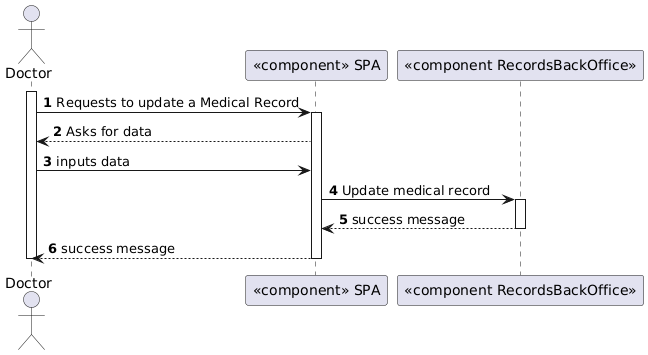 Doctor
«component» SPA
«component RecordsBackOffice»
1 Requests to update a Medical Record
2 Asks for data
3 inputs data
4 Update medical record
5 success message
6 success message
Doctor
«component» SPA
«component RecordsBackOffice»